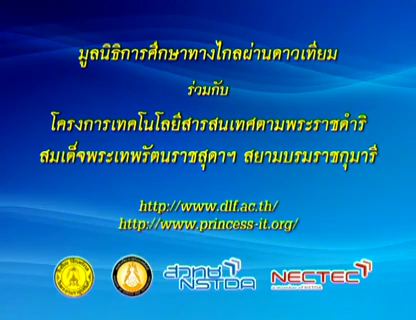 มูลนิธิการศึกษาทางไกลผ่านดาวเทียม
ร่วมกับ
โครงการเทคโนโลยีสารสนเทศตามพระราชดำริ
สมเด็จพระเทพรัตนราชสุดาฯ สยามบรมราชกุมารี
http://www.dlf.ac.th/
http://www.princess-it.org/
สวทช
NSTDA
NECTEC
a member of NSTDA